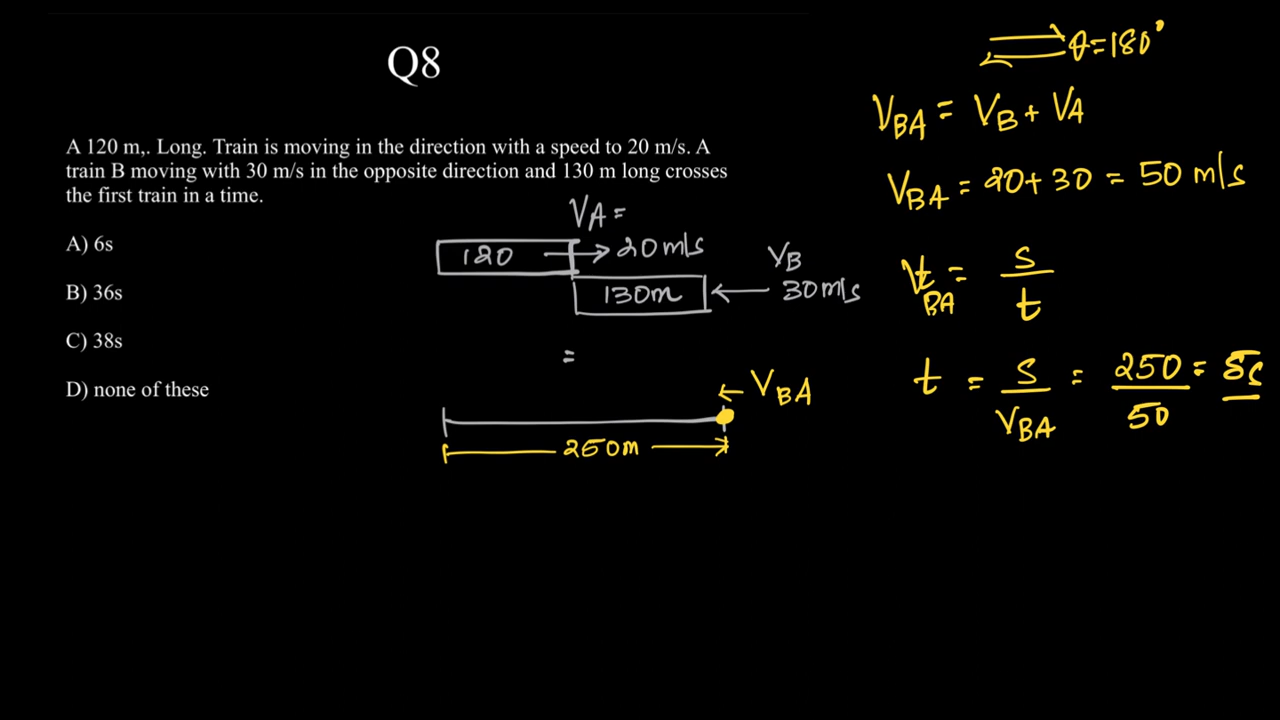 Q8
A 120 m,. Long. Train is moving in the direction with a speed to 20 m/s. A
train B moving with 30 m/s in the opposite direction and 130 m long crosses
the first train in a time.
A) 6s
B) 36s
C) 38s
D) none of these
VA =
120 → 20 m/s
VB
130m ← 30 m/s
=
← VBA
250m
θ=180°
VBA = VB + VA
VBA = 20+30 = 50 m/s
VBA = s/t
t = s/VBA = 250/50 = 5s